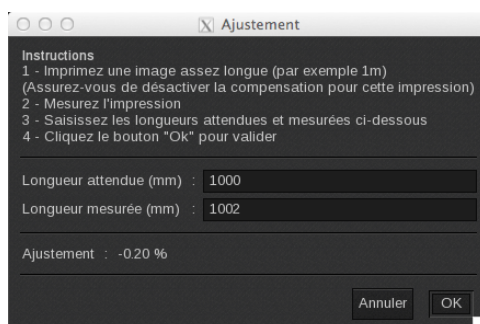 Ajustement
Instructions
1 - Imprimez une image assez longue (par exemple 1m)
(Assurez-vous de désactiver la compensation pour cette impression)
2 - Mesurez l'impression
3 - Saisissez les longueurs attendues et mesurées ci-dessous
4 - Cliquez le bouton "Ok" pour valider
Longueur attendue (mm) : 1000
Longueur mesurée (mm) : 1002
Ajustement : -0.20 %
Annuler OK